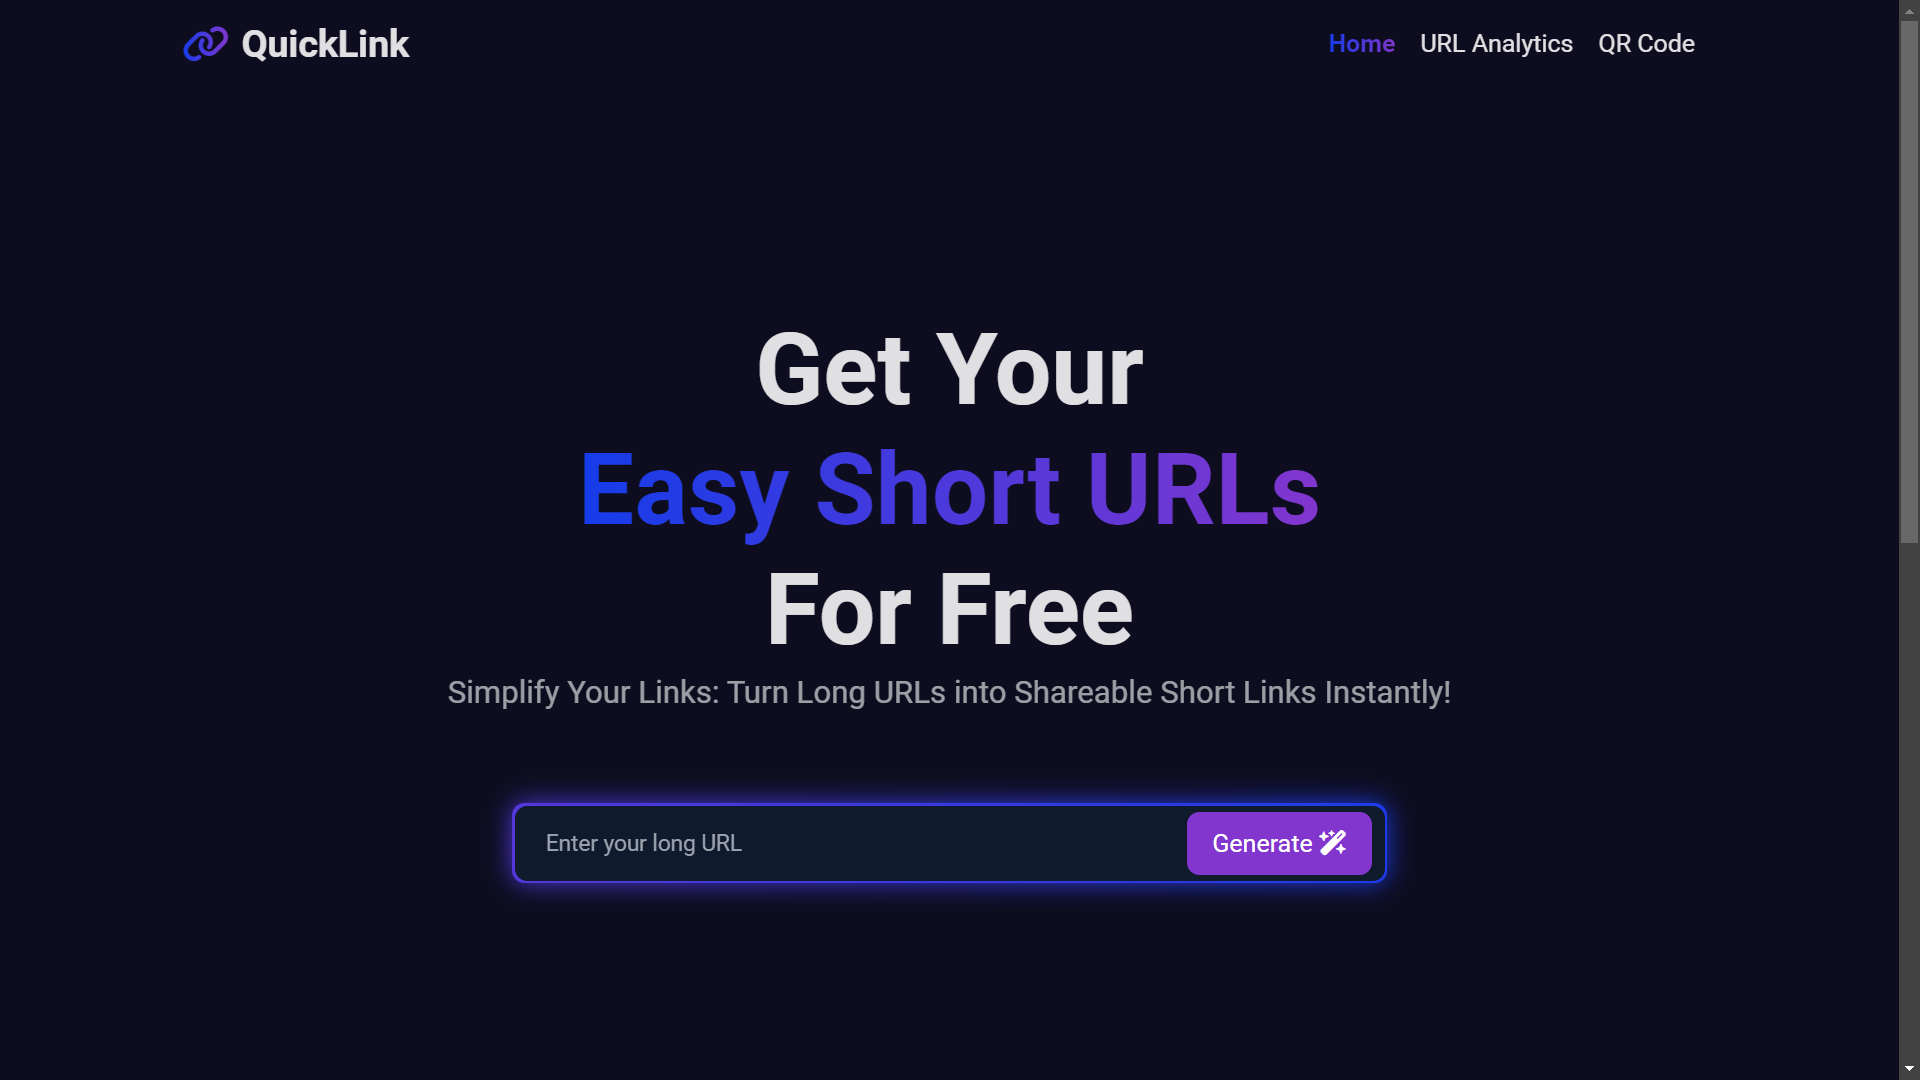 QuickLink
Home URL Analytics QR Code
Get Your
Easy Short URLs
For Free
Simplify Your Links: Turn Long URLs into Shareable Short Links Instantly!
Enter your long URL
Generate